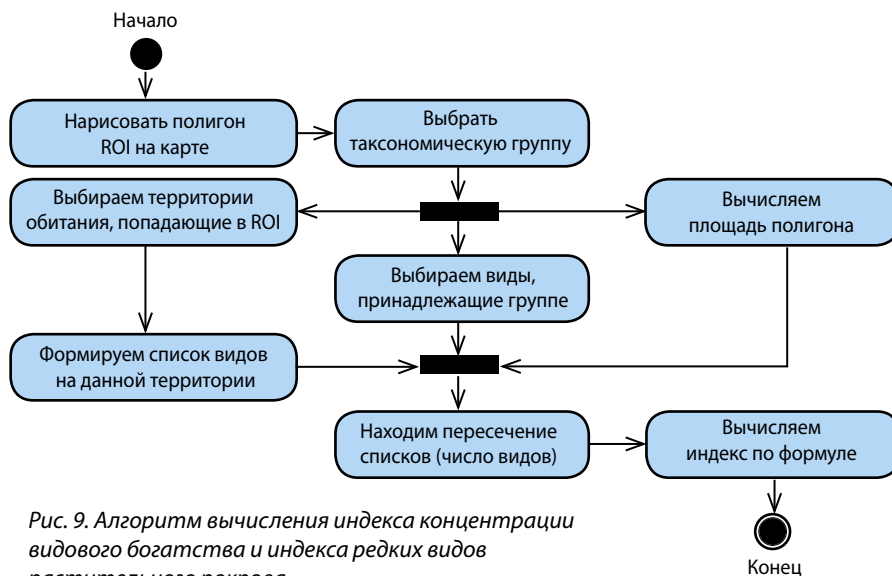 Начало
Нарисовать полигон
ROI на карте
Выбрать
таксономическую группу
Выбираем территории
обитания, попадающие в ROI
Вычисляем
площадь полигона
Выбираем виды,
принадлежащие группе
Формируем список видов
на данной территории
Находим пересечение
списков (число видов)
Вычисляем
индекс по формуле
Конец
Рис. 9. Алгоритм вычисления индекса концентрации
видового богатства и индекса редких видов
растительного покрова